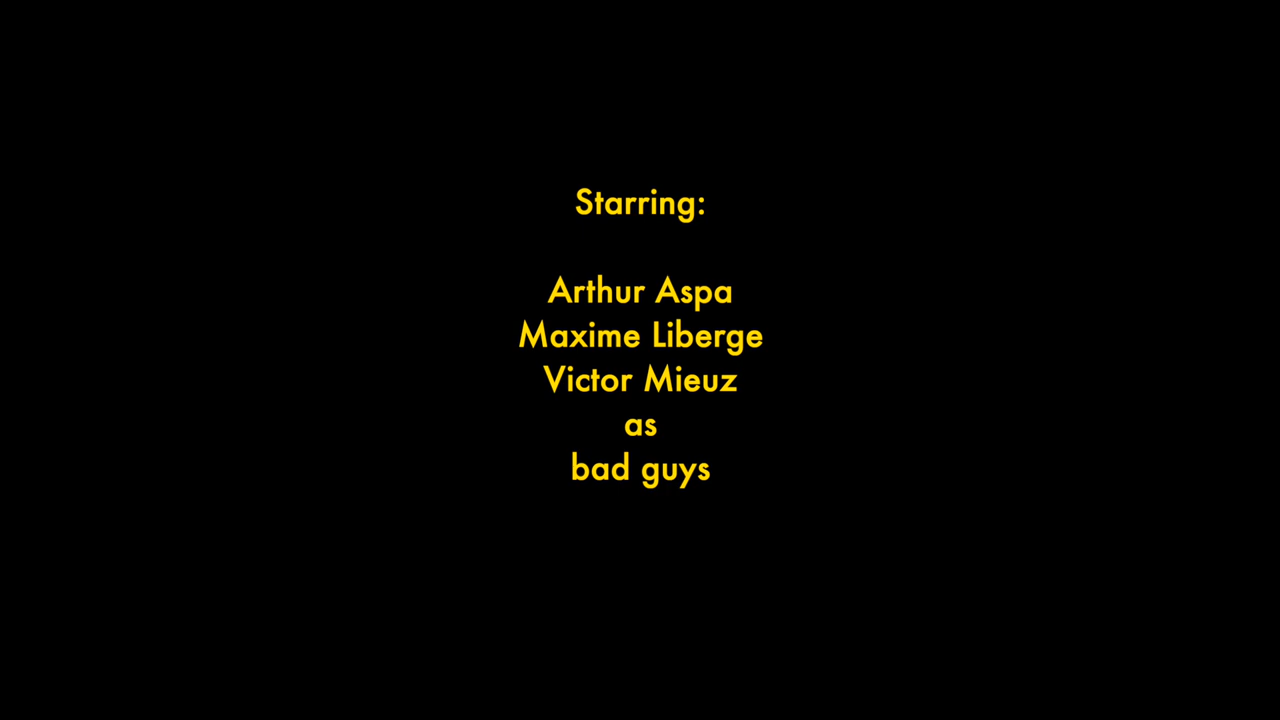 Starring:
Arthur Aspa
Maxime Liberge
Victor Mieuz
as
bad guys